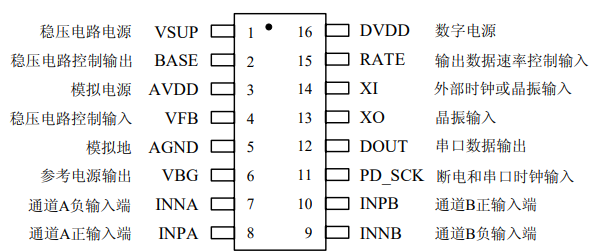 稳压电路电源 VSUP 1 16 DVDD 数字电源
稳压电路控制输出 BASE 2 15 RATE 输出数据速率控制输入
模拟电源 AVDD 3 14 XI 外部时钟或晶振输入
稳压电路控制输入 VFB 4 13 XO 晶振输入
模拟地 AGND 5 12 DOUT 串口数据输出
参考电源输出 VBG 6 11 PD_SCK 断电和串口时钟输入
通道A负输入端 INNA 7 10 INPB 通道B正输入端
通道A正输入端 INPA 8 9 INNB 通道B负输入端